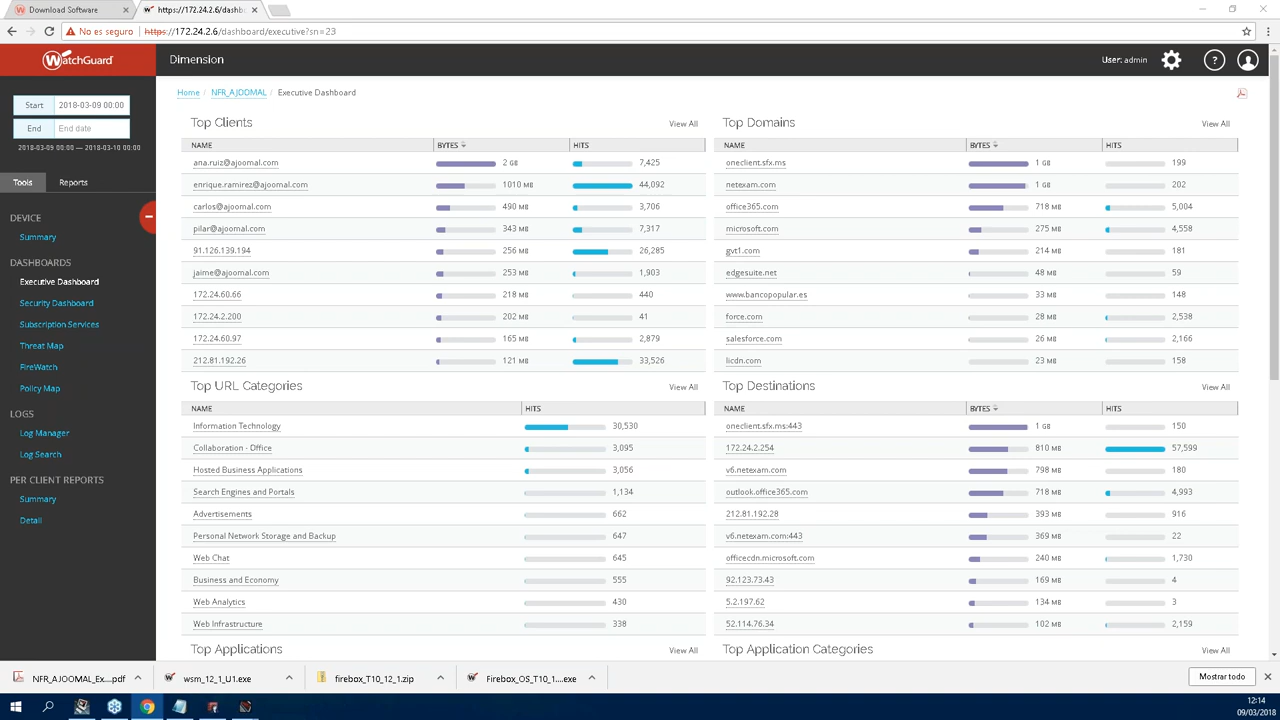 Download Software
https://172.24.2.6/dashb
No es seguro
https://172.24.2.6/dashboard/executive?sn=23
WatchGuard
Dimension
User: admin
Start 2018-03-09 00:00
End End date
2018-03-09 00:00 — 2018-03-10 00:00
Tools Reports
DEVICE
Summary
DASHBOARDS
Executive Dashboard
Security Dashboard
Subscription Services
Threat Map
FireWatch
Policy Map
LOGS
Log Manager
Log Search
PER CLIENT REPORTS
Summary
Detail
Home / NFR_AJOOMAL / Executive Dashboard
Top Clients View All
NAME BYTES HITS
ana.ruiz@ajoomal.com 2 GB 7,425
enrique.ramirez@ajoomal.com 1010 MB 44,092
carlos@ajoomal.com 490 MB 3,706
pilar@ajoomal.com 343 MB 7,317
91.126.139.194 256 MB 26,285
jaime@ajoomal.com 253 MB 1,903
172.24.60.66 218 MB 440
172.24.2.200 202 MB 41
172.24.60.97 165 MB 2,879
212.81.192.26 121 MB 33,526
Top Domains View All
NAME BYTES HITS
oneclient.sfx.ms 1 GB 199
netexam.com 1 GB 202
office365.com 718 MB 5,004
microsoft.com 275 MB 4,558
gvt1.com 214 MB 181
edgesuite.net 48 MB 59
www.bancopopular.es 33 MB 148
force.com 28 MB 2,538
salesforce.com 26 MB 2,166
licdn.com 23 MB 158
Top URL Categories View All
NAME HITS
Information Technology 30,530
Collaboration - Office 3,095
Hosted Business Applications 3,056
Search Engines and Portals 1,134
Advertisements 662
Personal Network Storage and Backup 647
Web Chat 645
Business and Economy 555
Web Analytics 430
Web Infrastructure 338
Top Destinations View All
NAME BYTES HITS
oneclient.sfx.ms:443 1 GB 150
172.24.2.254 810 MB 57,599
v6.netexam.com 798 MB 180
outlook.office365.com 718 MB 4,993
212.81.192.28 393 MB 916
v6.netexam.com:443 369 MB 22
officecdn.microsoft.com 240 MB 1,730
92.123.73.43 169 MB 4
5.2.197.62 134 MB 3
52.114.76.34 102 MB 2,159
Top Applications View All
Top Application Categories View All
NFR_AJOOMAL_Ex....pdf
wsm_12_1_U1.exe
firebox_T10_12_1.zip
Firebox_OS_T10_1....exe
Mostrar todo
12:14
09/03/2018